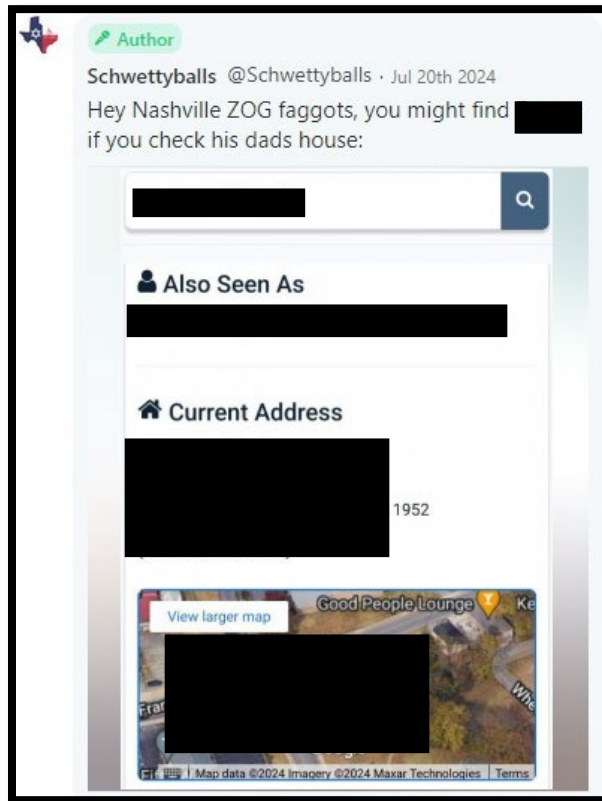 Author
Schwettyballs @Schwettyballs · Jul 20th 2024
Hey Nashville ZOG faggots, you might find
if you check his dads house:
Also Seen As
Current Address
1952
View larger map
Good People Lounge
Map data ©2024 Imagery ©2024 Maxar Technologies Terms